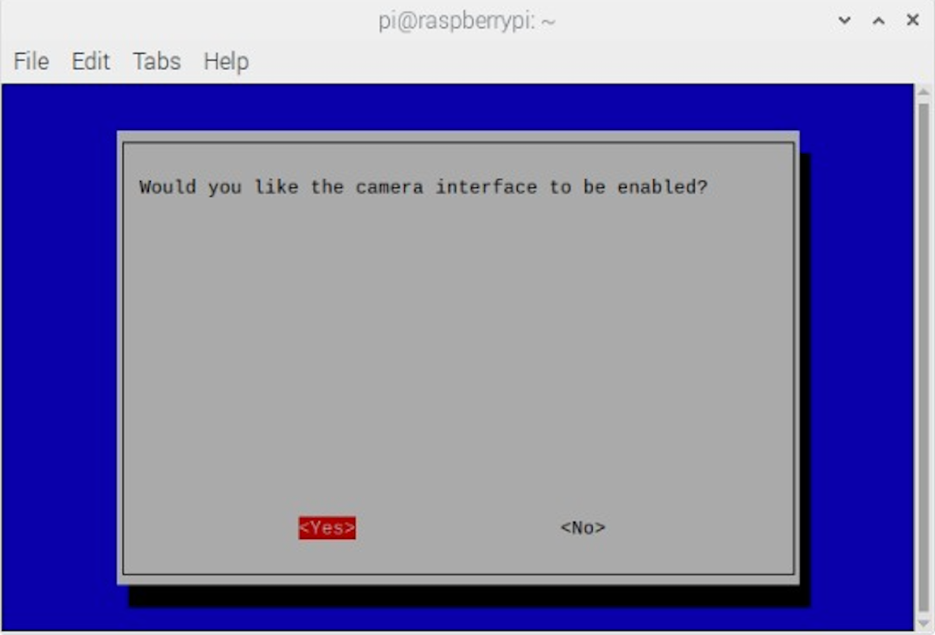 pi@raspberrypi: ~
File Edit Tabs Help
Would you like the camera interface to be enabled?
<Yes> <No>